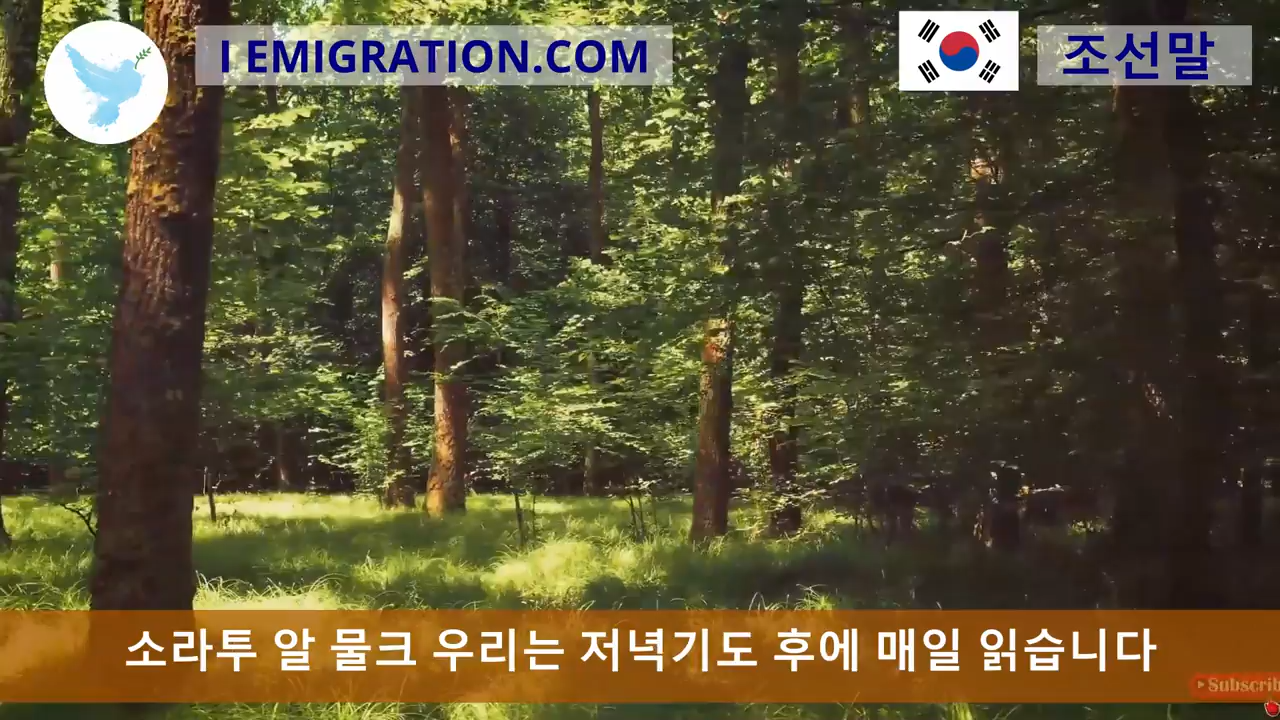 I EMIGRATION.COM
조선말
소라투 알 물크 우리는 저녁기도 후에 매일 읽습니다
Subscrib